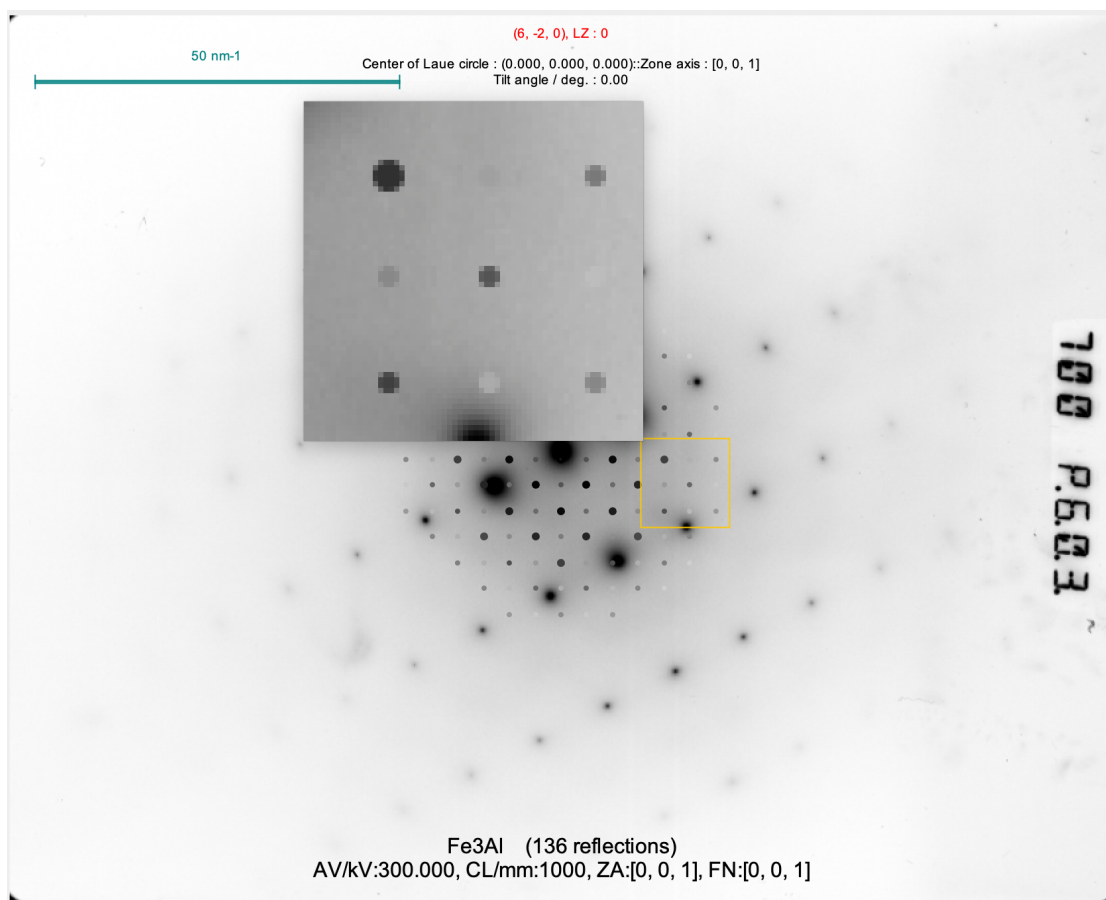 (6, -2, 0), LZ : 0
50 nm-1
Center of Laue circle : (0.000, 0.000, 0.000)::Zone axis : [0, 0, 1]
Tilt angle / deg. : 0.00
Fe3Al (136 reflections)
AV/kV:300.000, CL/mm:1000, ZA:[0, 0, 1], FN:[0, 0, 1]